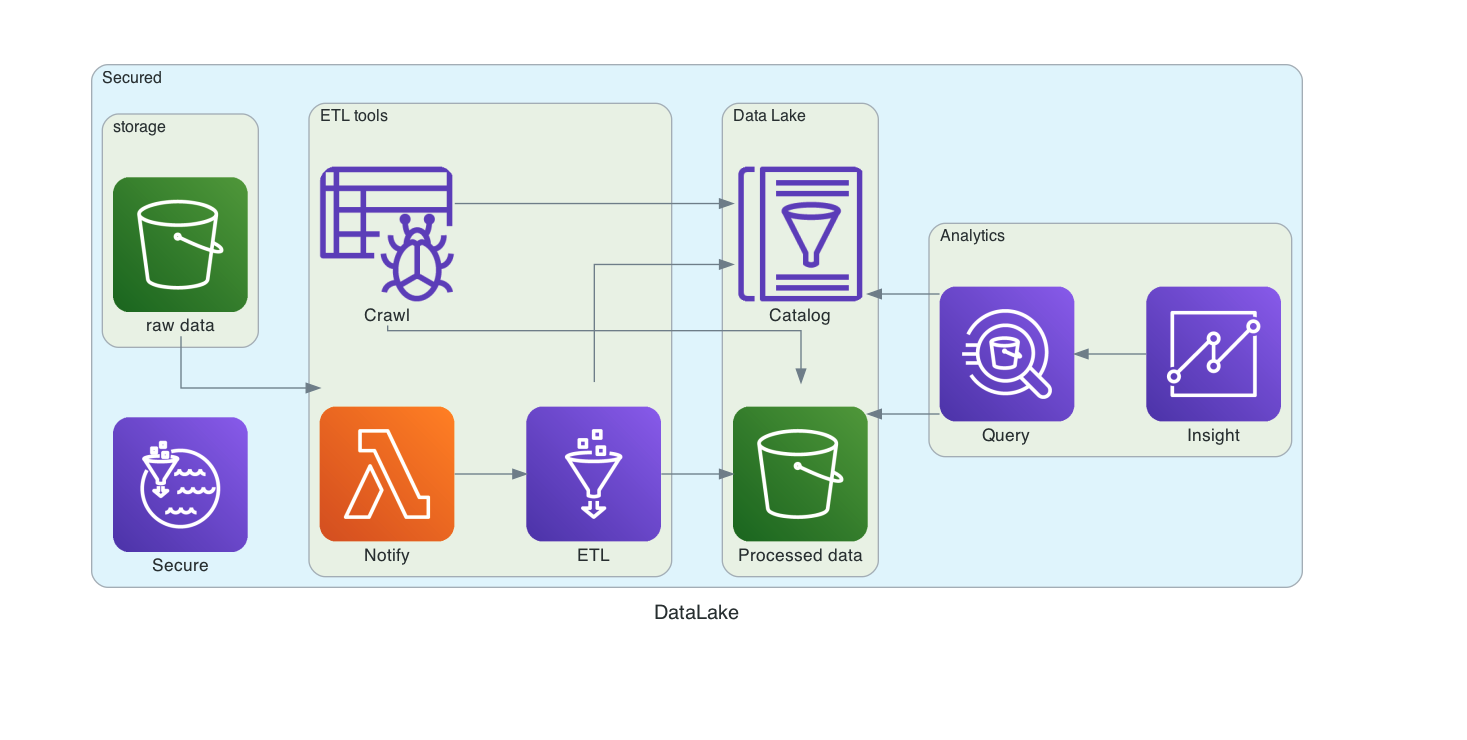 Secured
storage
raw data
Secure
ETL tools
Crawl
Notify
ETL
Data Lake
Catalog
Processed data
Analytics
Query
Insight
DataLake